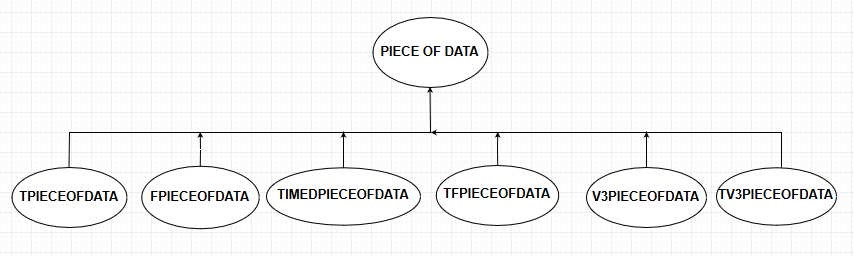 PIECE OF DATA
TPIECEOFDATA
FPIECEOFDATA
TIMEDPIECEOFDATA
TFPIECEOFDATA
V3PIECEOFDATA
TV3PIECEOFDATA